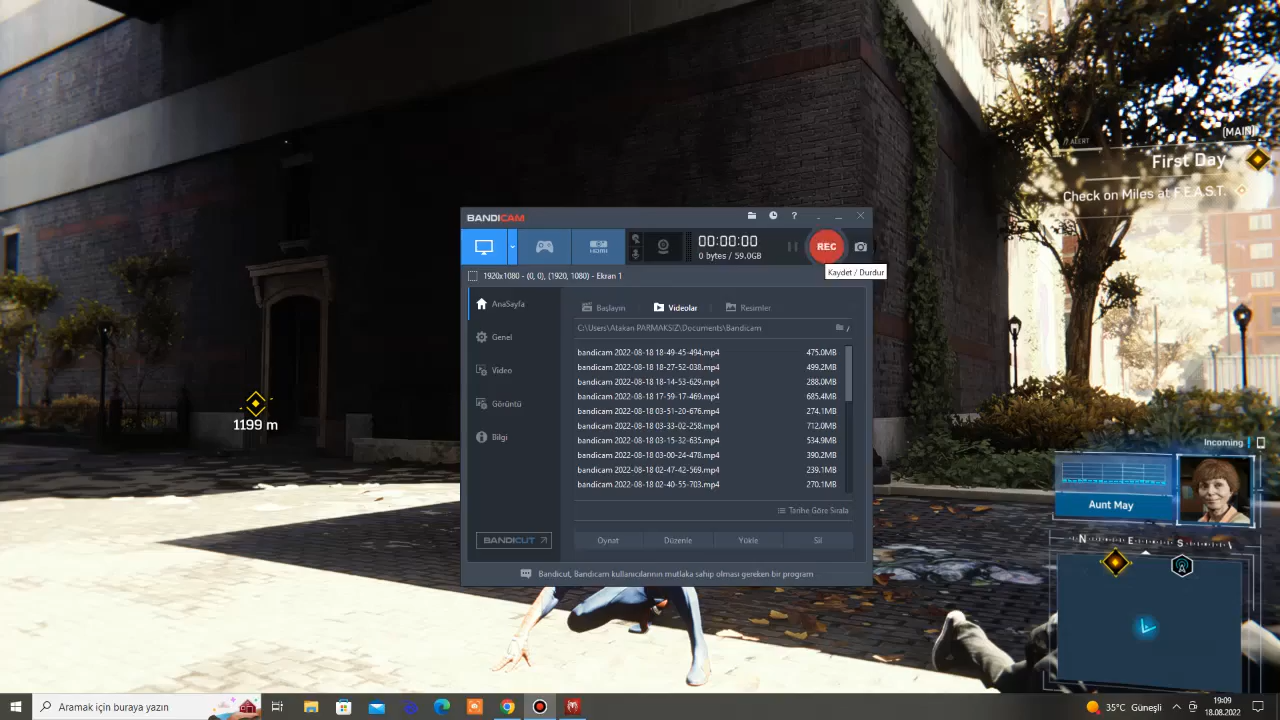 [MAIN]
// ALERT
First Day
Check on Miles at F.E.A.S.T.
BANDICAM
?
HDMI
00:00:00
0 bytes / 59.0GB
REC
Kaydet / Durdur
1920x1080 - (0, 0), (1920, 1080) - Ekran 1
AnaSayfa
Genel
Video
Görüntü
Bilgi
Başlayın
Videolar
Resimler
C:\Users\Atakan PARMAKSIZ\Documents\Bandicam
bandicam 2022-08-18 18-49-45-494.mp4 475.0MB
bandicam 2022-08-18 18-27-52-038.mp4 499.2MB
bandicam 2022-08-18 18-14-53-629.mp4 288.0MB
bandicam 2022-08-18 17-59-17-469.mp4 685.4MB
bandicam 2022-08-18 03-51-20-676.mp4 274.1MB
bandicam 2022-08-18 03-33-02-258.mp4 712.0MB
bandicam 2022-08-18 03-15-32-635.mp4 534.9MB
bandicam 2022-08-18 03-00-24-478.mp4 390.2MB
bandicam 2022-08-18 02-47-42-569.mp4 239.1MB
bandicam 2022-08-18 02-40-55-703.mp4 270.1MB
Tarihe Göre Sırala
BANDICUT
Oynat
Düzenle
Yükle
Sil
Bandicut, Bandicam kullanıcılarının mutlaka sahip olması gereken bir program
1199 m
Incoming
Aunt May
N E S
Aramak için buraya yazın
35°C Güneşli
19:09
18.08.2022